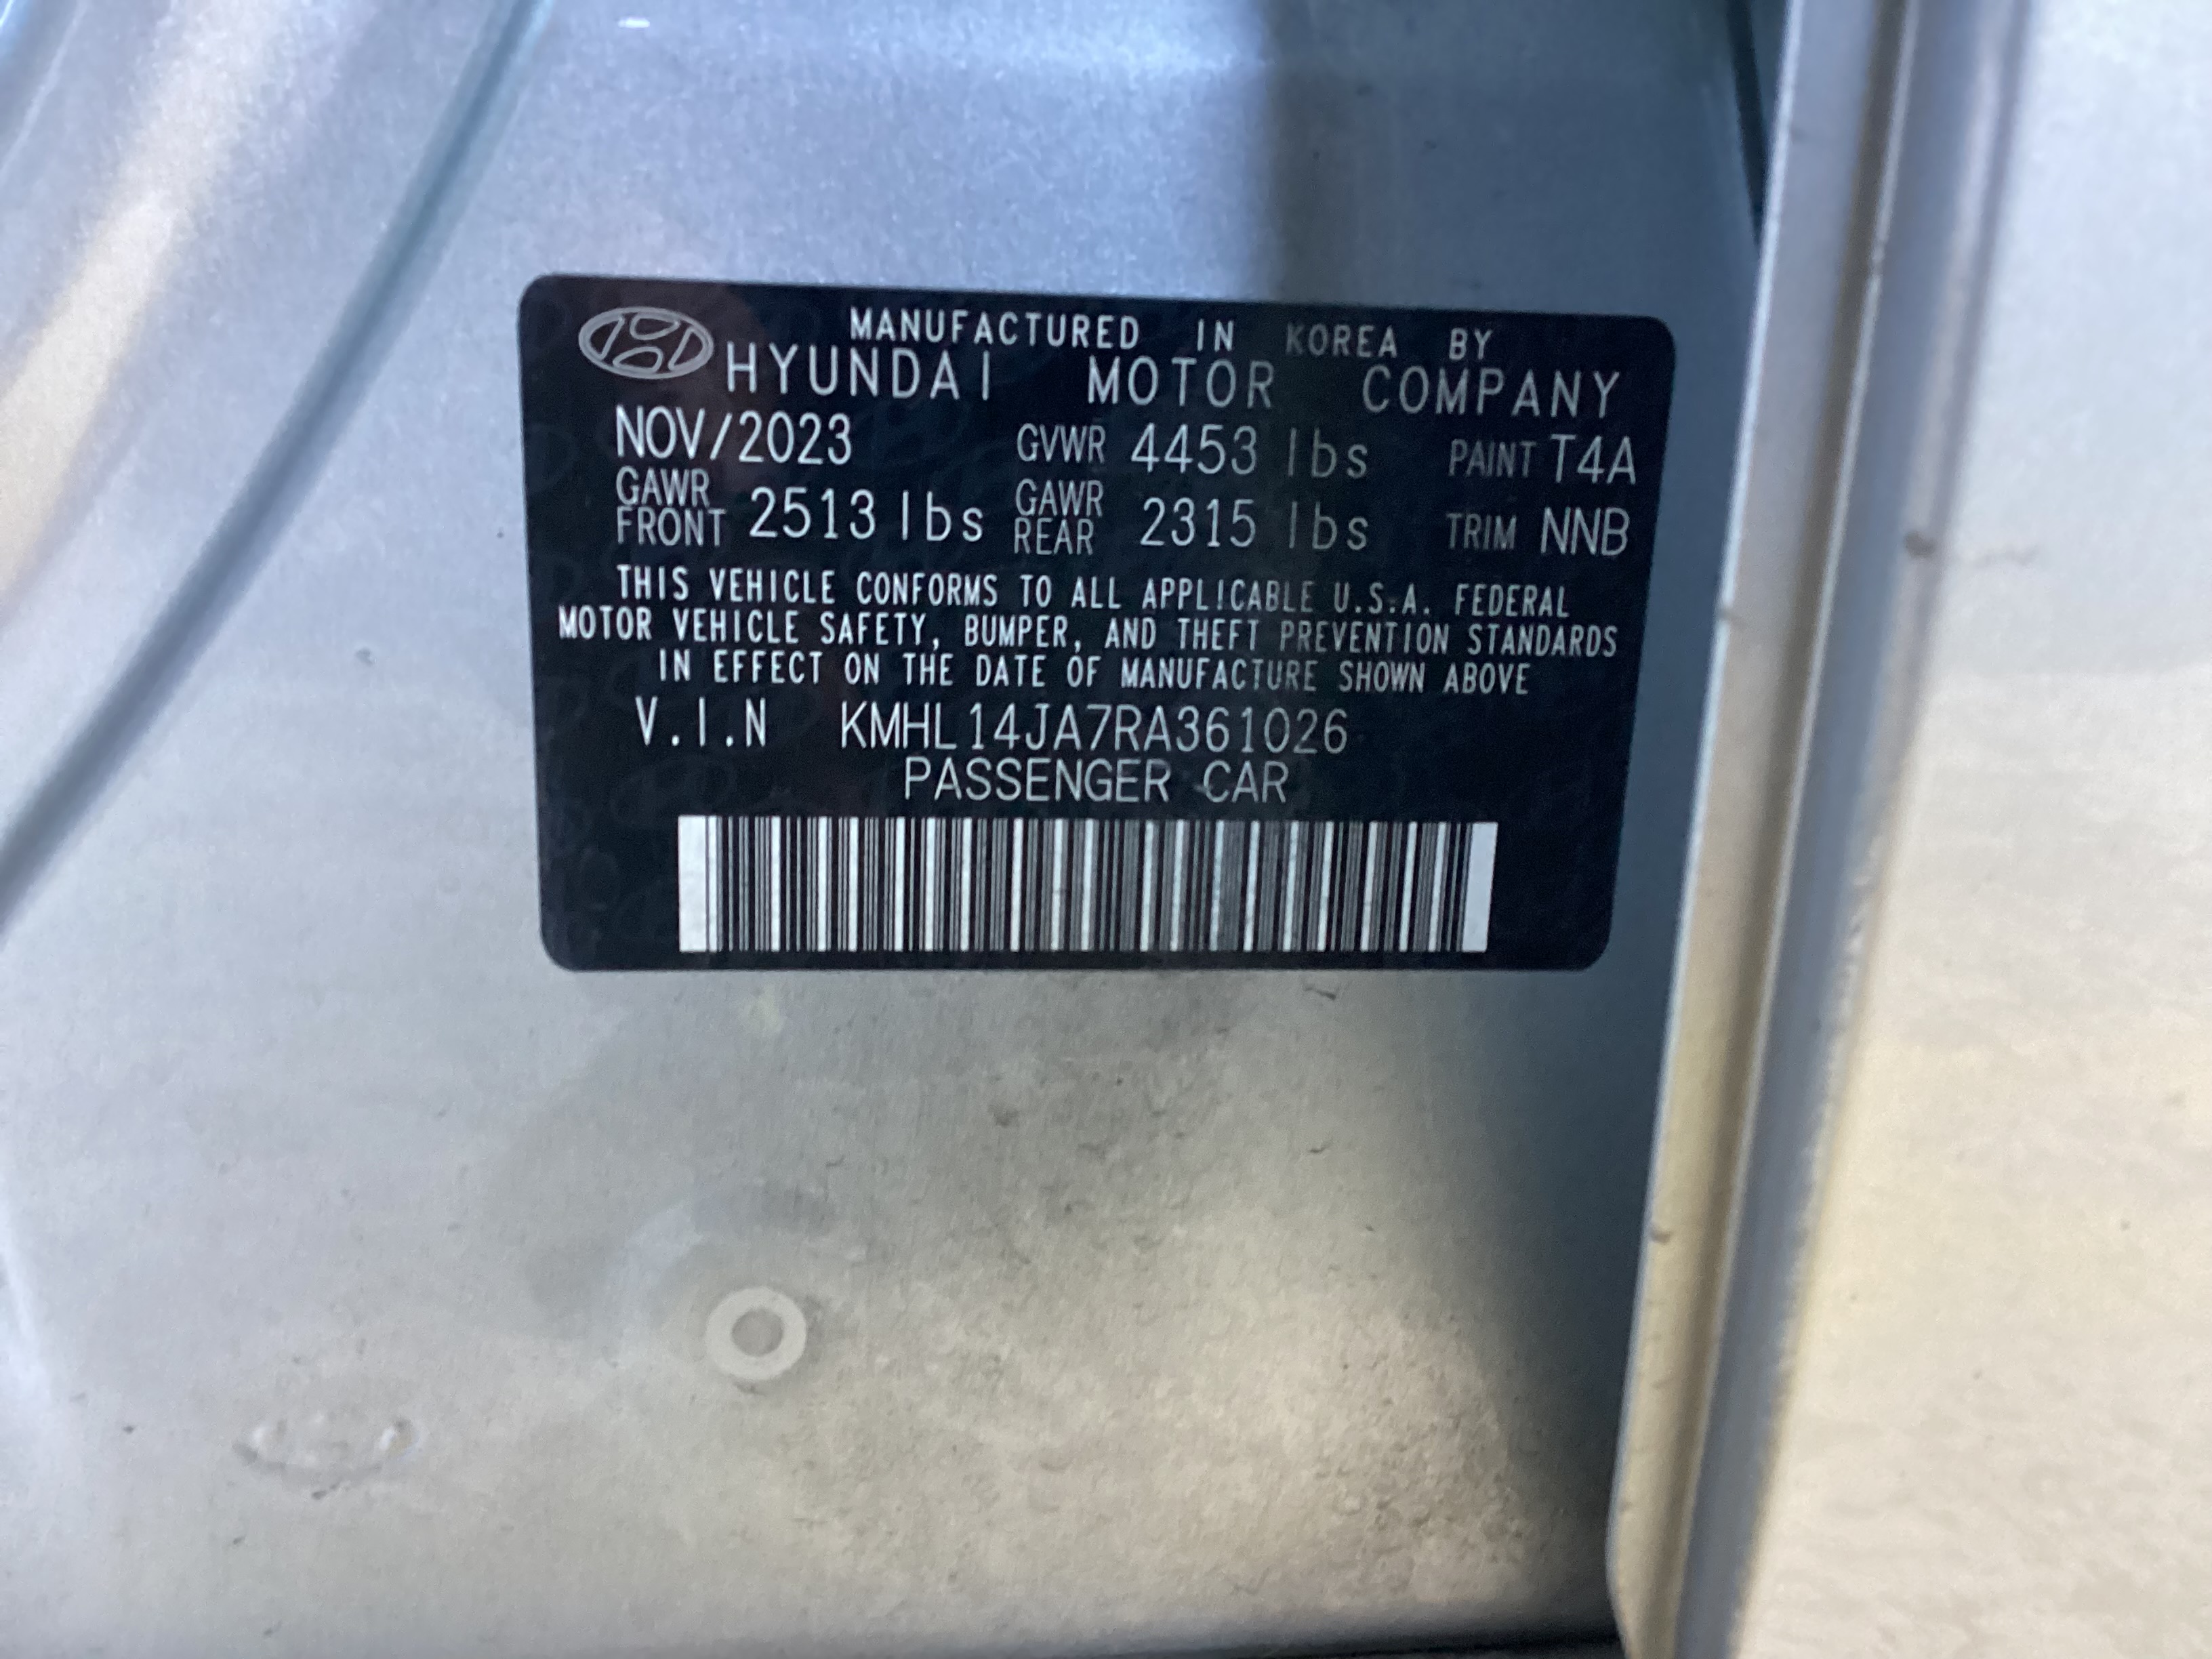 MANUFACTURED IN KOREA BY
HYUNDAI MOTOR COMPANY
NOV/2023 GVWR 4453 lbs PAINT T4A
GAWR FRONT 2513 lbs GAWR REAR 2315 lbs TRIM NNB
THIS VEHICLE CONFORMS TO ALL APPLICABLE U.S.A. FEDERAL
MOTOR VEHICLE SAFETY, BUMPER, AND THEFT PREVENTION STANDARDS
IN EFFECT ON THE DATE OF MANUFACTURE SHOWN ABOVE
V.I.N KMHL14JA7RA361026
PASSENGER CAR